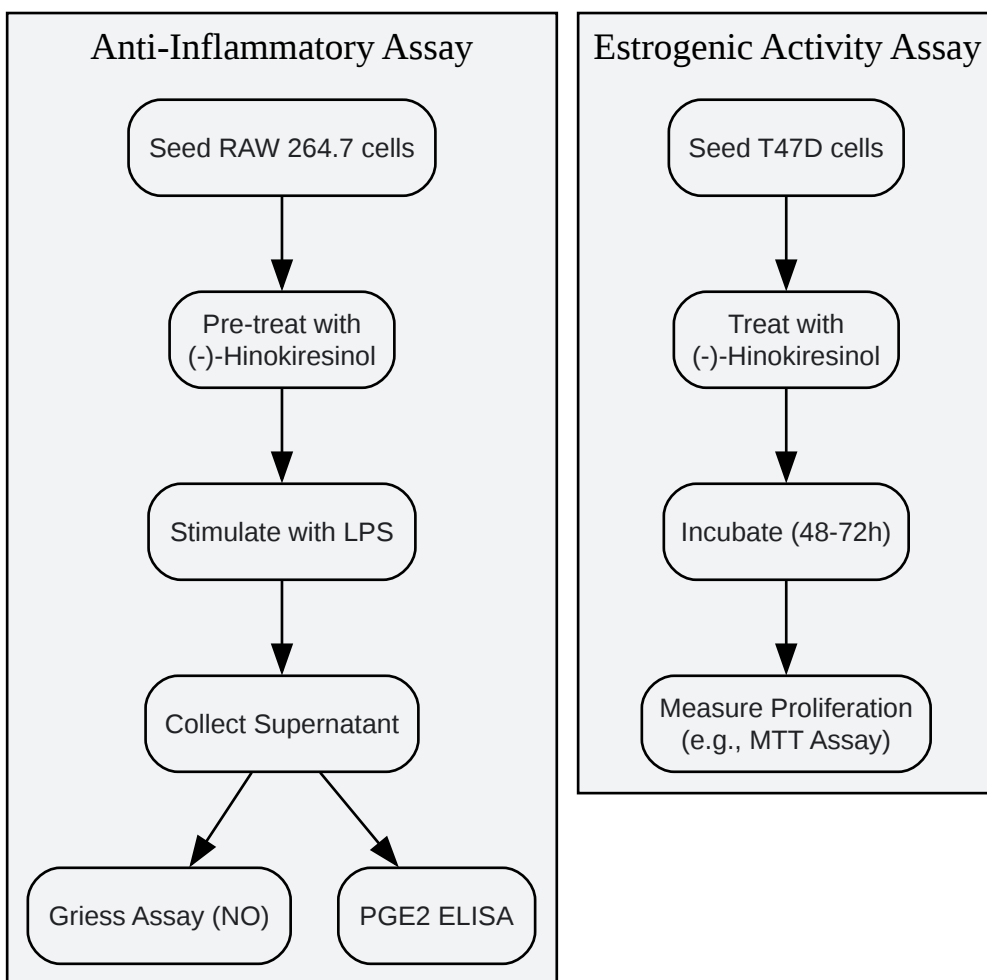 Anti-Inflammatory Assay
Seed RAW 264.7 cells
Pre-treat with
(-)-Hinokiresinol
Stimulate with LPS
Collect Supernatant
Griess Assay (NO)
PGE2 ELISA
Estrogenic Activity Assay
Seed T47D cells
Treat with
(-)-Hinokiresinol
Incubate (48-72h)
Measure Proliferation
(e.g., MTT Assay)